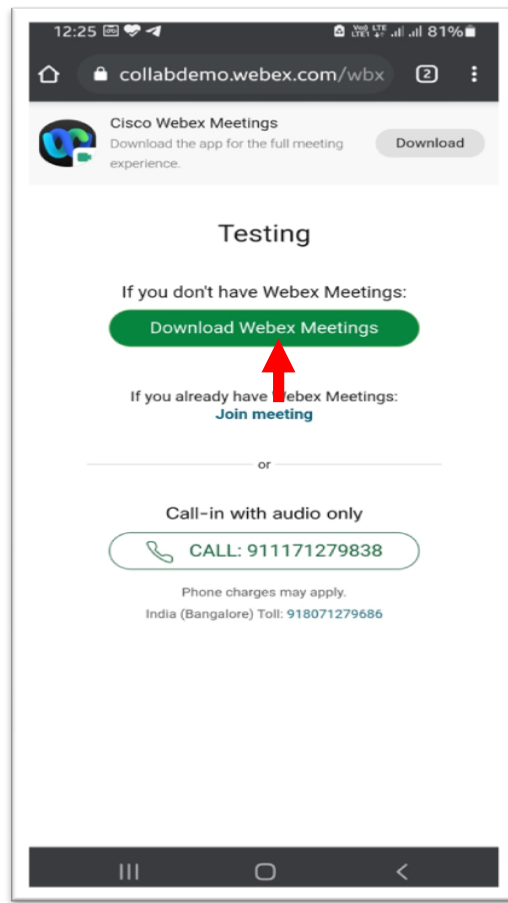 12:25 81%
collabdemo.webex.com/wbx 2
Cisco Webex Meetings
Download the app for the full meeting
experience.
Download
Testing
If you don't have Webex Meetings:
Download Webex Meetings
If you already have Webex Meetings:
Join meeting
or
Call-in with audio only
CALL: 911171279838
Phone charges may apply.
India (Bangalore) Toll: 918071279686